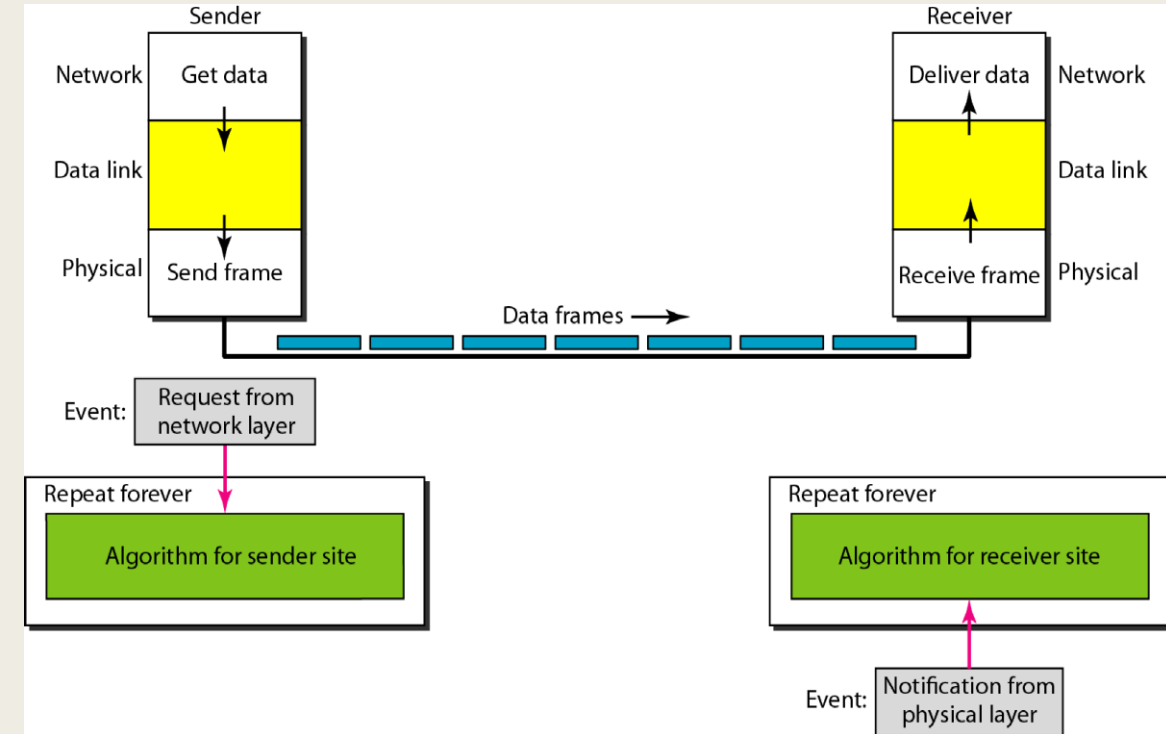 Sender
Receiver
Network
Get data
Deliver data
Network
Data link
Data link
Physical
Send frame
Receive frame
Physical
Data frames
Event:
Request from
network layer
Repeat forever
Algorithm for sender site
Repeat forever
Algorithm for receiver site
Event:
Notification from
physical layer